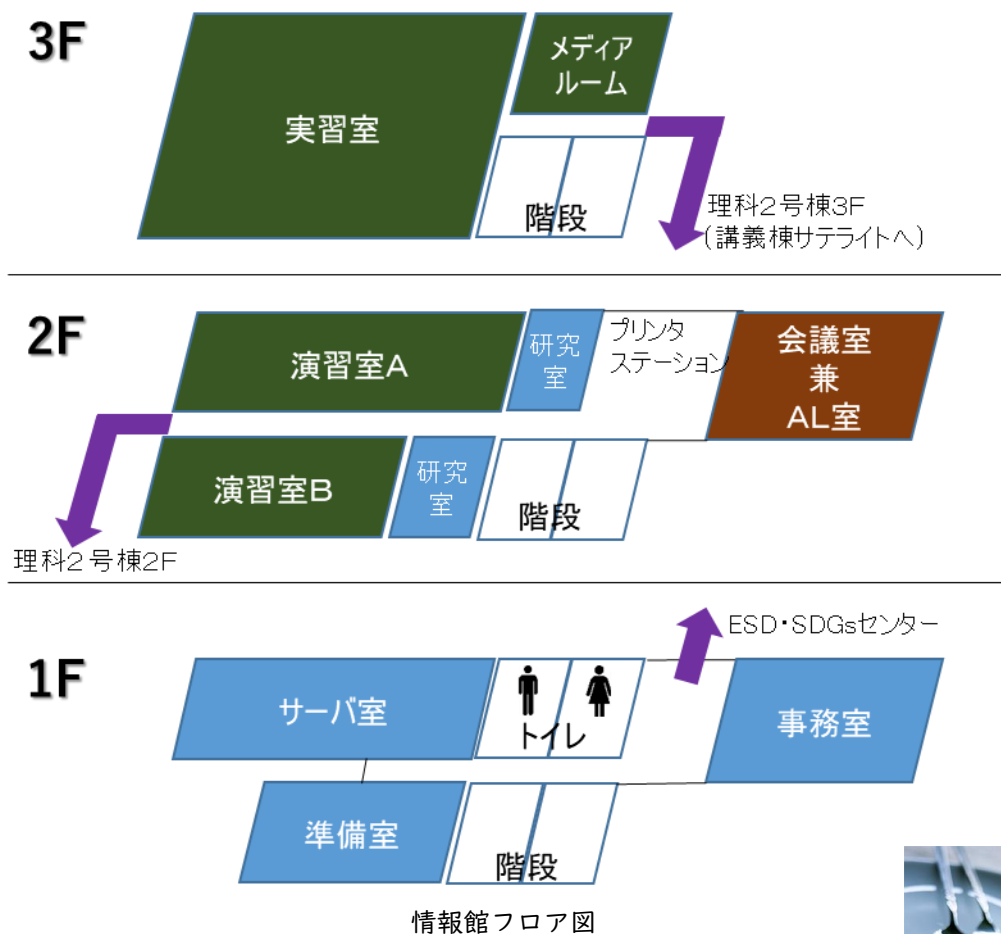 3F
メディア
ルーム
実習室
階段
理科２号棟3F
(講義棟サテライトへ)
2F
演習室A
研究
室
プリンタ
ステーション
会議室
兼
AL室
演習室B
研究
室
階段
理科２号棟2F
ESD・SDGsセンター
1F
サーバ室
トイレ
事務室
準備室
階段
情報館フロア図